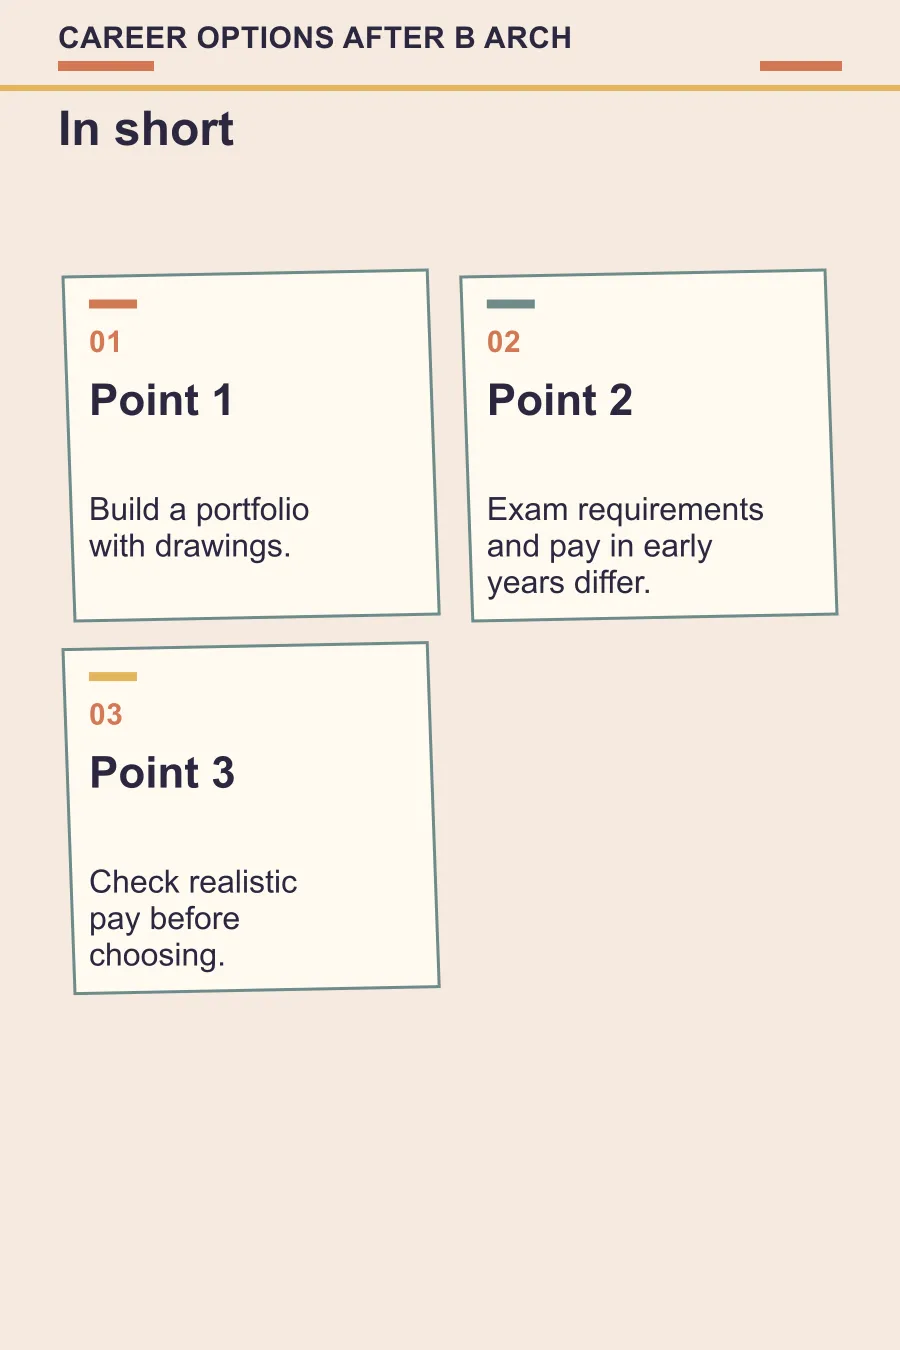 CAREER OPTIONS AFTER B ARCH
In short
01
Point 1
Build a portfolio
with drawings.
02
Point 2
Exam requirements
and pay in early
years differ.
03
Point 3
Check realistic
pay before
choosing.